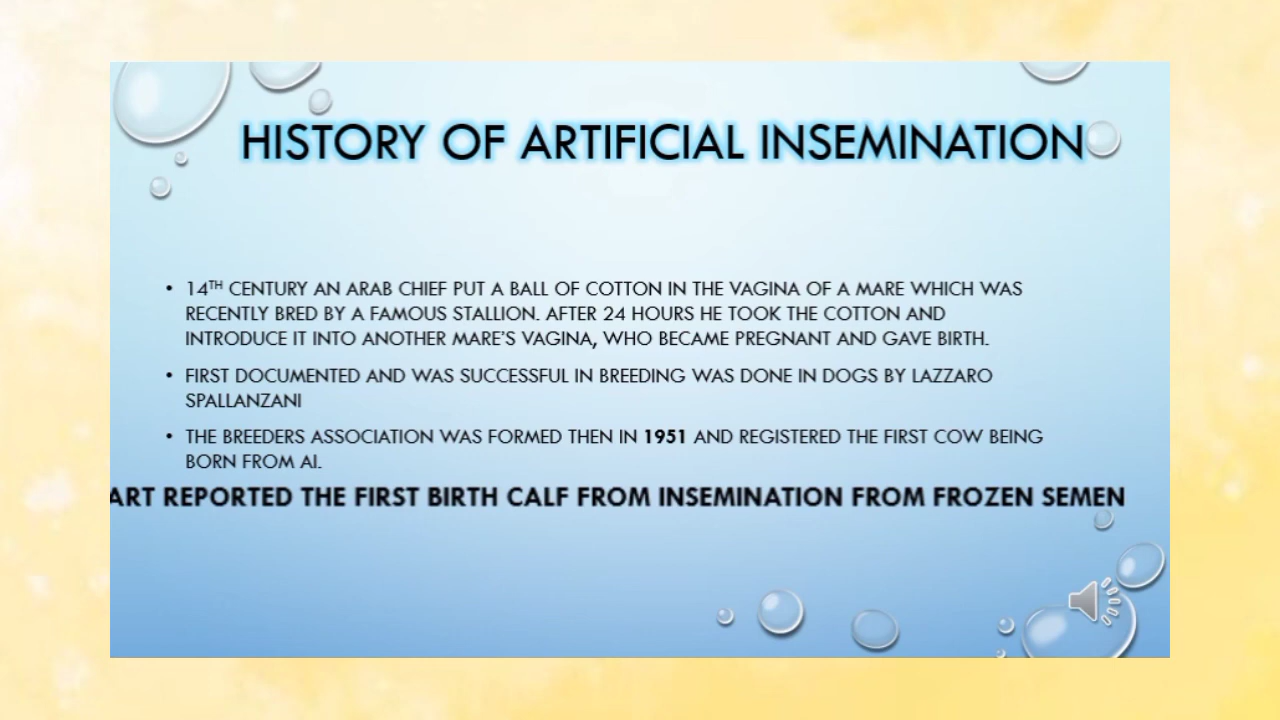 HISTORY OF ARTIFICIAL INSEMINATION
• 14TH CENTURY AN ARAB CHIEF PUT A BALL OF COTTON IN THE VAGINA OF A MARE WHICH WAS
RECENTLY BRED BY A FAMOUS STALLION. AFTER 24 HOURS HE TOOK THE COTTON AND
INTRODUCE IT INTO ANOTHER MARE'S VAGINA, WHO BECAME PREGNANT AND GAVE BIRTH.
• FIRST DOCUMENTED AND WAS SUCCESSFUL IN BREEDING WAS DONE IN DOGS BY LAZZARO
SPALLANZANI
• THE BREEDERS ASSOCIATION WAS FORMED THEN IN 1951 AND REGISTERED THE FIRST COW BEING
BORN FROM AI.
ART REPORTED THE FIRST BIRTH CALF FROM INSEMINATION FROM FROZEN SEMEN